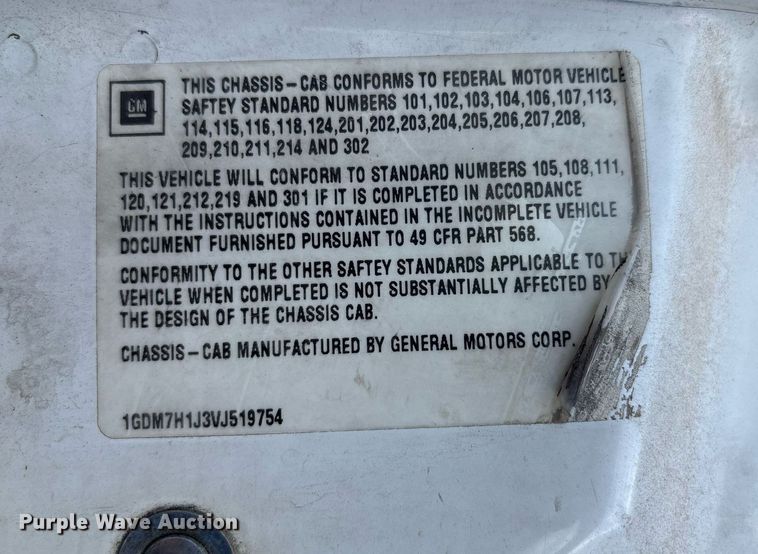 GM
THIS CHASSIS-CAB CONFORMS TO FEDERAL MOTOR VEHICLE
SAFTEY STANDARD NUMBERS 101,102,103,104,106,107,113,
114,115,116,118,124,201,202,203,204,205,206,207,208,
209,210,211,214 AND 302
THIS VEHICLE WILL CONFORM TO STANDARD NUMBERS 105,108,111,
120,121,212,219 AND 301 IF IT IS COMPLETED IN ACCORDANCE
WITH THE INSTRUCTIONS CONTAINED IN THE INCOMPLETE VEHICLE
DOCUMENT FURNISHED PURSUANT TO 49 CFR PART 568.
CONFORMITY TO THE OTHER SAFTEY STANDARDS APPLICABLE TO
VEHICLE WHEN COMPLETED IS NOT SUBSTANTIALLY AFFECTED BY
THE DESIGN OF THE CHASSIS CAB.
CHASSIS-CAB MANUFACTURED BY GENERAL MOTORS CORP.
1GDM7H1J3VJ519754
Purple Wave Auction